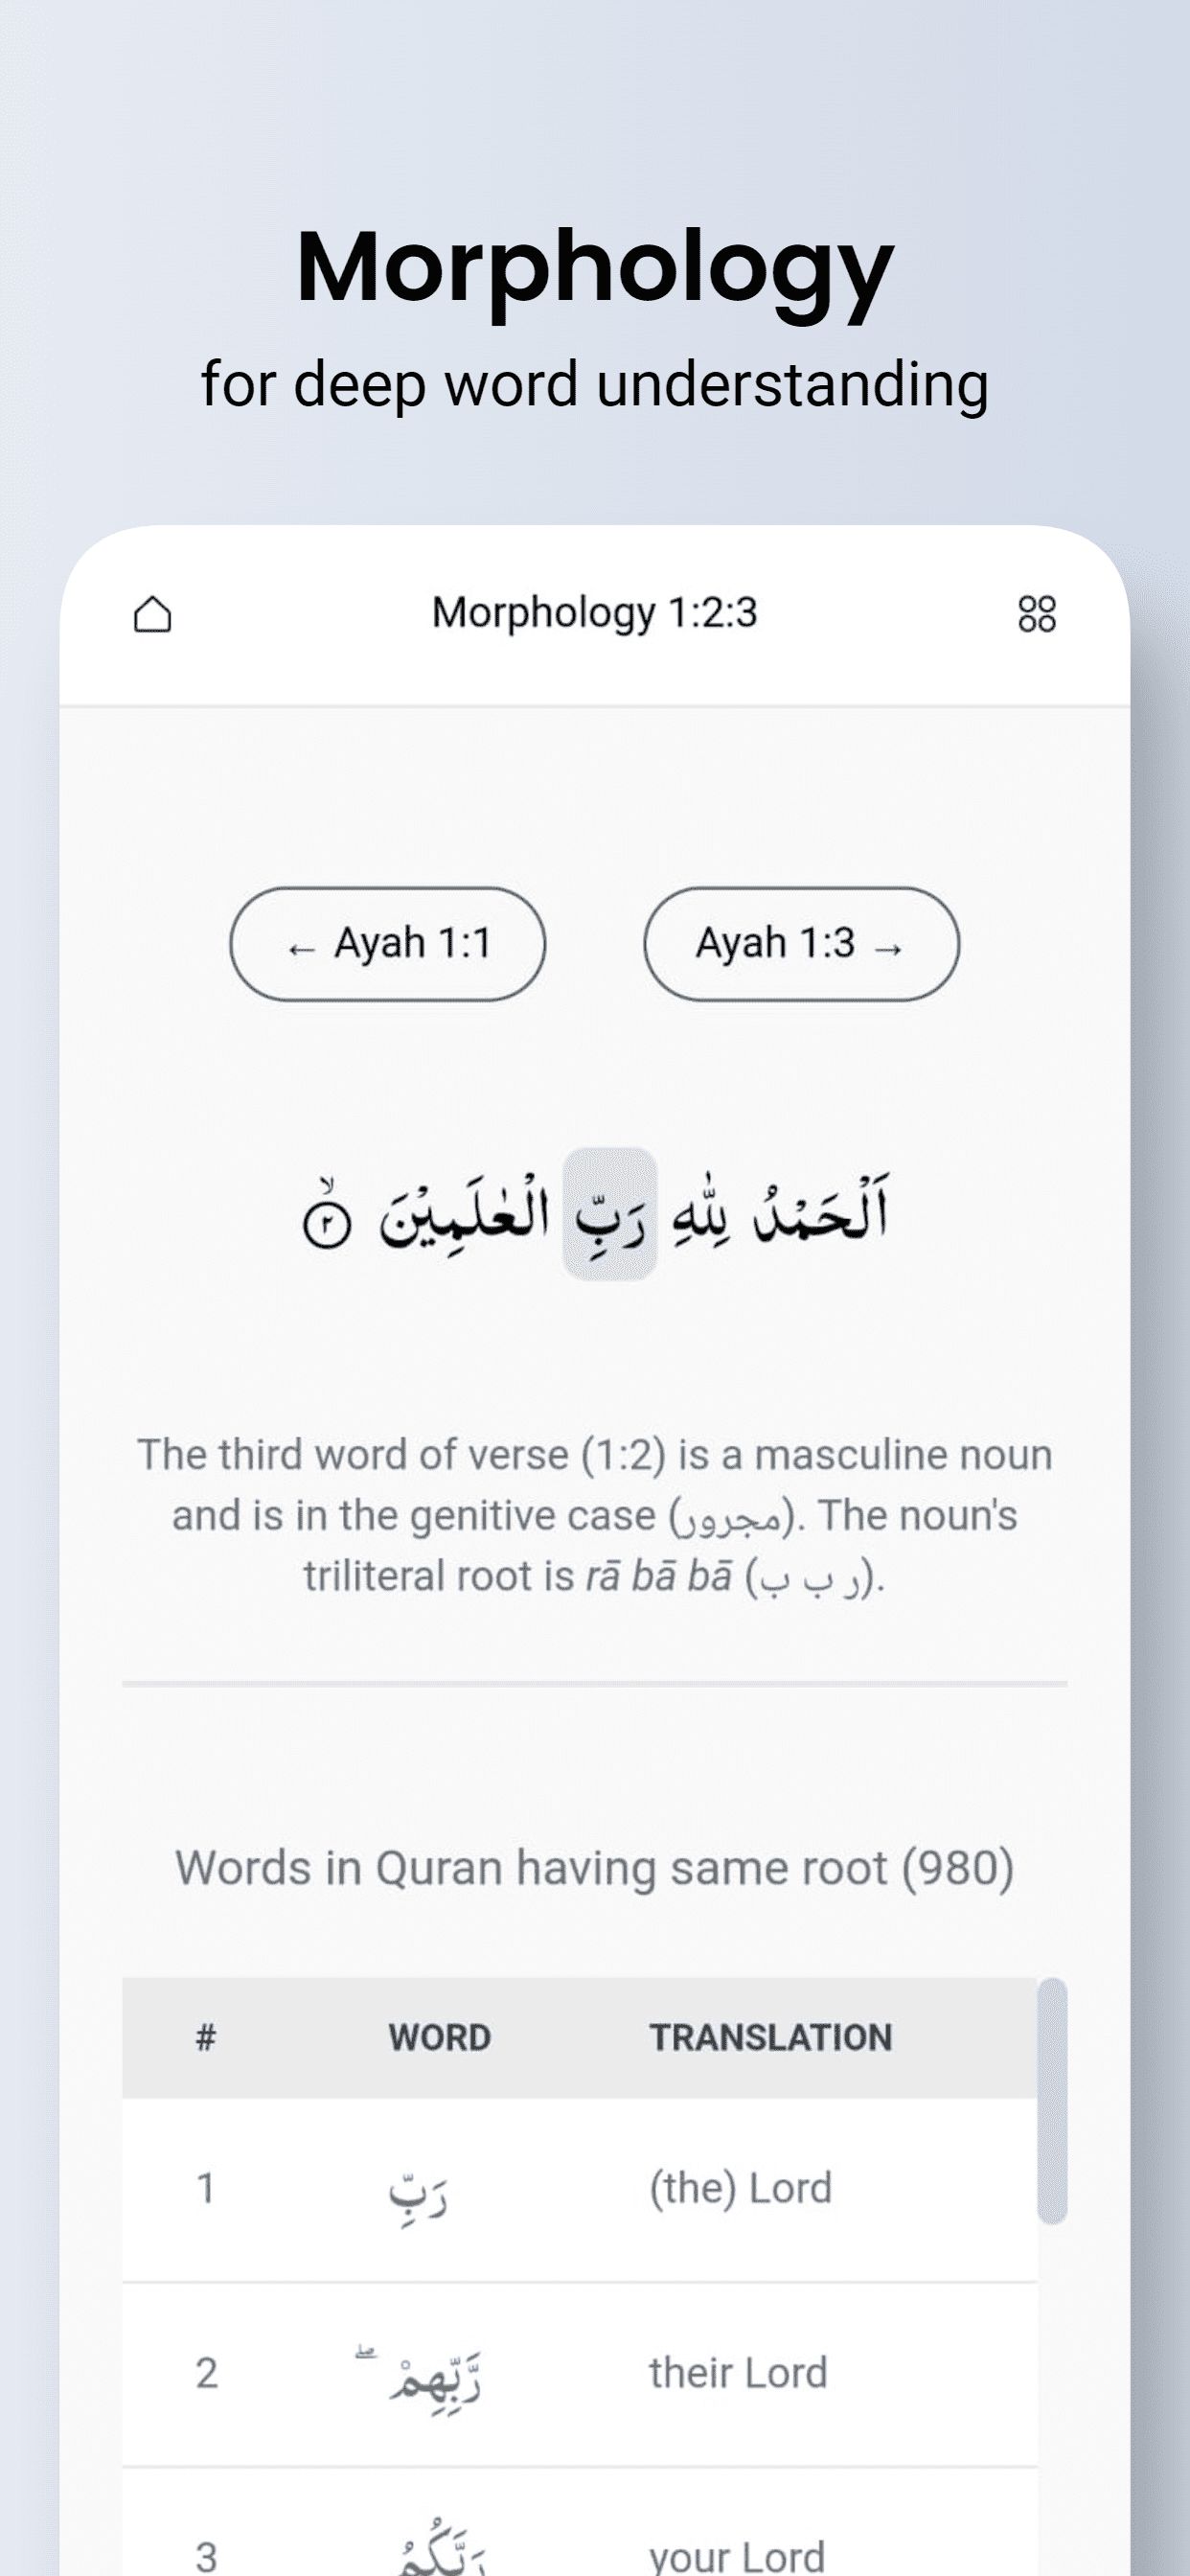 Morphology
for deep word understanding
Morphology 1:2:3
← Ayah 1:1
Ayah 1:3 →
اَلْحَمْدُ لِلّٰهِ رَبِّ الْعٰلَمِيْنَ ۙ ٢
The third word of verse (1:2) is a masculine noun
and is in the genitive case (مجرور). The noun's
triliteral root is rā bā bā (ر ب ب).
Words in Quran having same root (980)
# WORD TRANSLATION
1 رَبِّ (the) Lord
2 رَّبِّهِمْ ۖ their Lord
3 رَبَّكُمُ your Lord